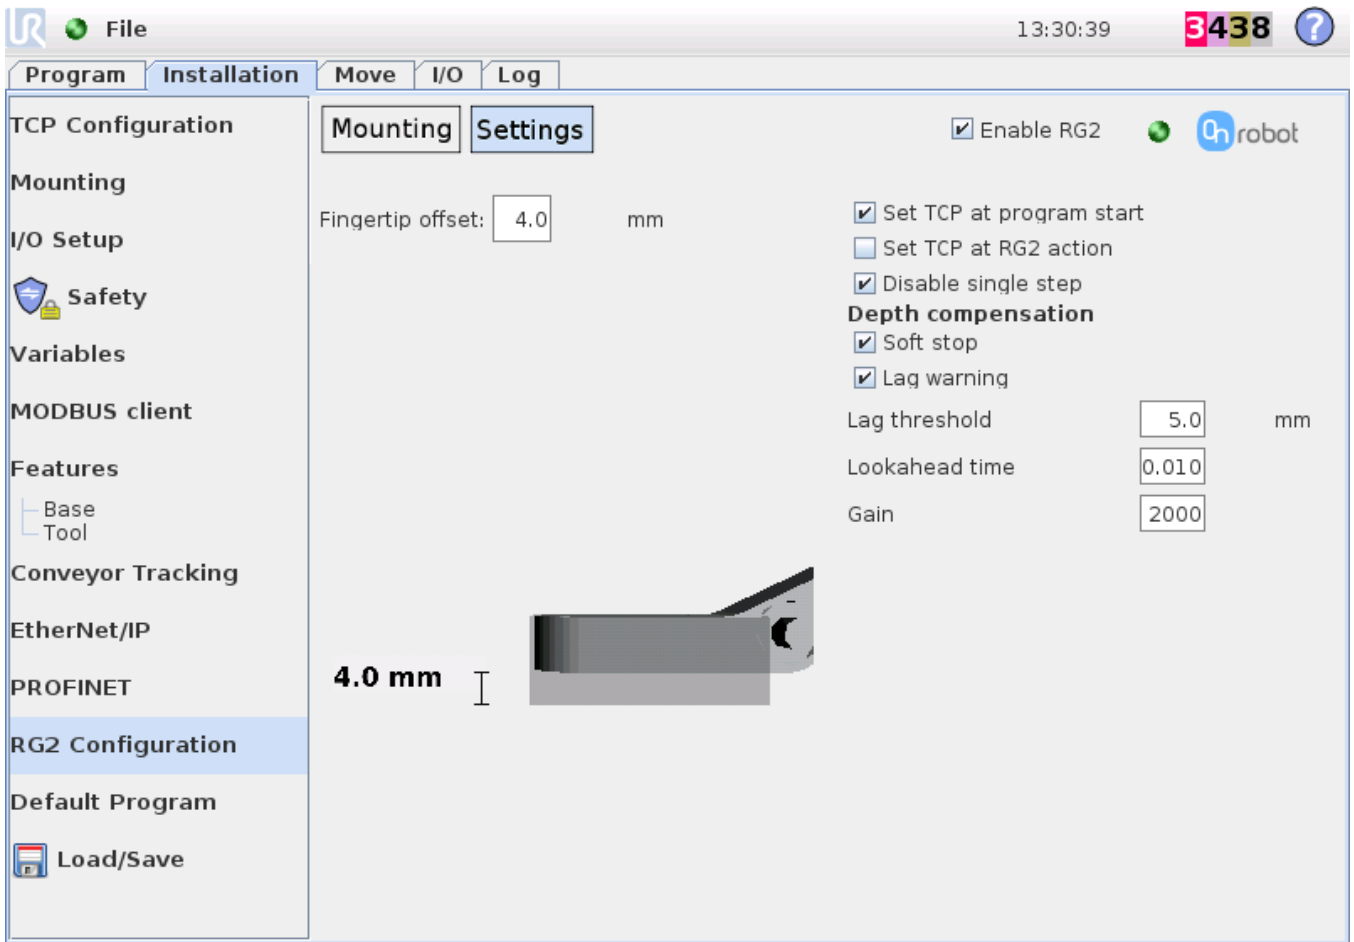 File
13:30:39
3438
?
Program
Installation
Move
I/O
Log
TCP Configuration
Mounting
I/O Setup
Safety
Variables
MODBUS client
Features
Base
Tool
Conveyor Tracking
EtherNet/IP
PROFINET
RG2 Configuration
Default Program
Load/Save
Mounting
Settings
Enable RG2
On robot
Fingertip offset: 4.0 mm
Set TCP at program start
Set TCP at RG2 action
Disable single step
Depth compensation
Soft stop
Lag warning
Lag threshold 5.0 mm
Lookahead time 0.010
Gain 2000
4.0 mm